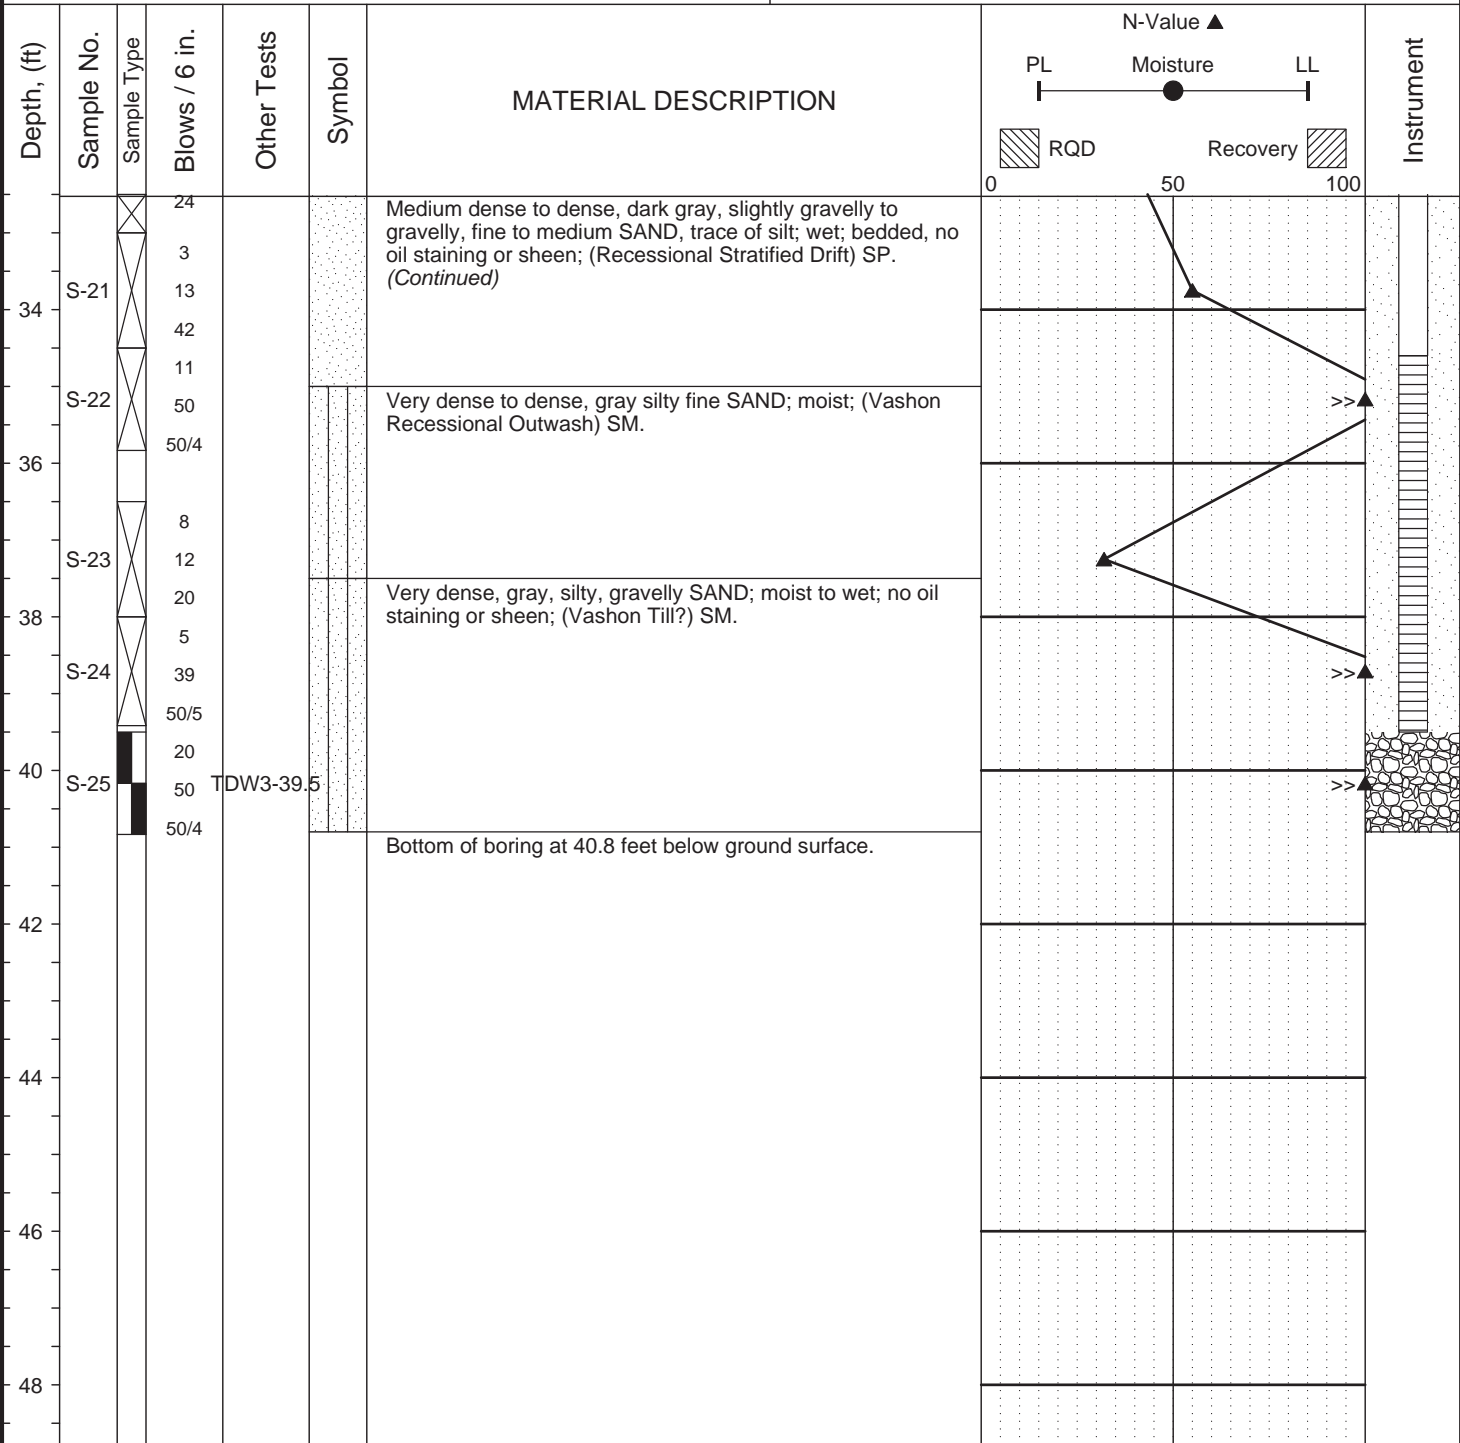 Depth, (ft)
Sample No.
Sample Type
Blows / 6 in.
Other Tests
Symbol
MATERIAL DESCRIPTION
N-Value ▲
PL Moisture LL
RQD Recovery
0 50 100
Instrument
24
Medium dense to dense, dark gray, slightly gravelly to
gravelly, fine to medium SAND, trace of silt; wet; bedded, no
oil staining or sheen; (Recessional Stratified Drift) SP.
(Continued)
3
S-21 13
34
42
11
S-22 50
Very dense to dense, gray silty fine SAND; moist; (Vashon
Recessional Outwash) SM.
>>▲
50/4
36
8
S-23 12
20
Very dense, gray, silty, gravelly SAND; moist to wet; no oil
staining or sheen; (Vashon Till?) SM.
38
5
S-24 39
>>▲
50/5
20
40
S-25 50 TDW3-39.5
>>▲
50/4
Bottom of boring at 40.8 feet below ground surface.
42
44
46
48